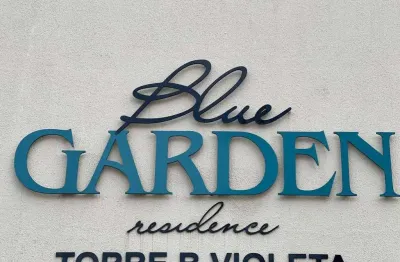 Blue
GARDEN
residence
TORRE B VIOLETA